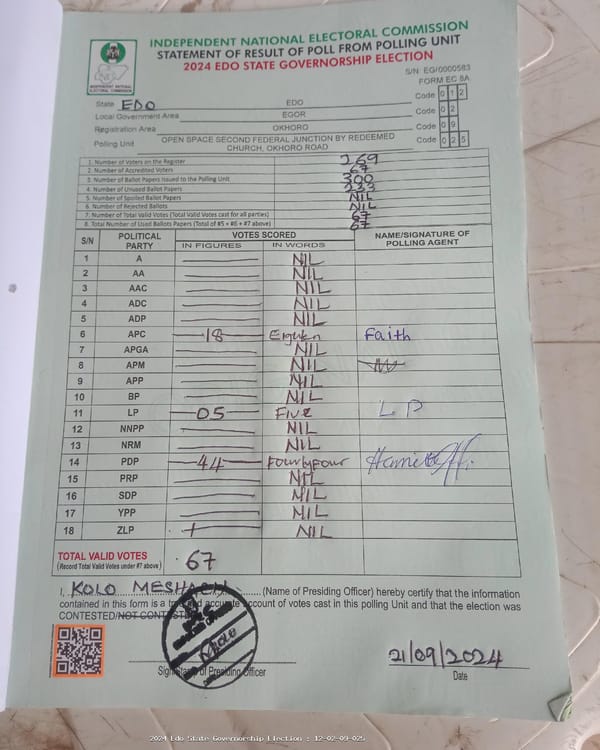 INDEPENDENT NATIONAL ELECTORAL COMMISSION
STATEMENT OF RESULT OF POLL FROM POLLING UNIT
2024 EDO STATE GOVERNORSHIP ELECTION
S/N: EG/0000583
FORM EC 8A
INDEPENDENT NATIONAL ELECTORAL COMMISSION
State EDO EDO Code 0 1 2
Local Government Area EGOR Code 0 2
Registration Area OKHORO Code 0 9
Polling Unit OPEN SPACE SECOND FEDERAL JUNCTION BY REDEEMED CHURCH, OKHORO ROAD Code 0 2 5
1. Number of Voters on the Register 269
2. Number of Accredited Voters 67
3. Number of Ballot Papers Issued to the Polling Unit 300
4. Number of Unused Ballot Papers 233
5. Number of Spoiled Ballot Papers NIL
6. Number of Rejected Ballots NIL
7. Number of Total Valid Votes (Total Valid Votes cast for all parties) 67
8. Total Number of Used Ballots Papers (Total of #5 + #6 + #7 above) 67
S/N POLITICAL PARTY VOTES SCORED NAME/SIGNATURE OF POLLING AGENT
IN FIGURES IN WORDS
1 A NIL
2 AA NIL
3 AAC NIL
4 ADC NIL
5 ADP NIL
6 APC 18 Faith
7 APGA NIL
8 APM NIL
9 APP NIL
10 BP NIL
11 LP 05 Five LP
12 NNPP NIL
13 NRM NIL
14 PDP 44 FourtyFour
15 PRP NIL
16 SDP NIL
17 YPP NIL
18 ZLP NIL
TOTAL VALID VOTES 67
(Record Total Valid Votes under #7 above)
I, KOLO MESHACH (Name of Presiding Officer) hereby certify that the information
contained in this form is a true and accurate account of votes cast in this polling Unit and that the election was
CONTESTED/NOT CONTESTED
21/09/2024
Signature of Presiding Officer Date
2024 Edo State Governorship Election : 12-02-09-025